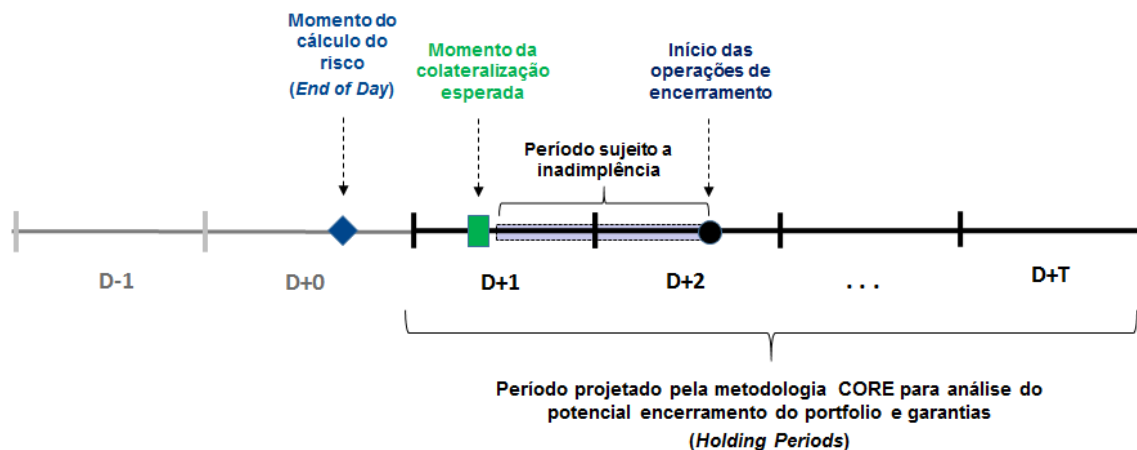 Momento do
cálculo do
risco
(End of Day)
Momento da
colateralização
esperada
Início das
operações de
encerramento
Período sujeito a
inadimplência
D-1
D+0
D+1
D+2
. . .
D+T
Período projetado pela metodologia CORE para análise do
potencial encerramento do portfolio e garantias
(Holding Periods)